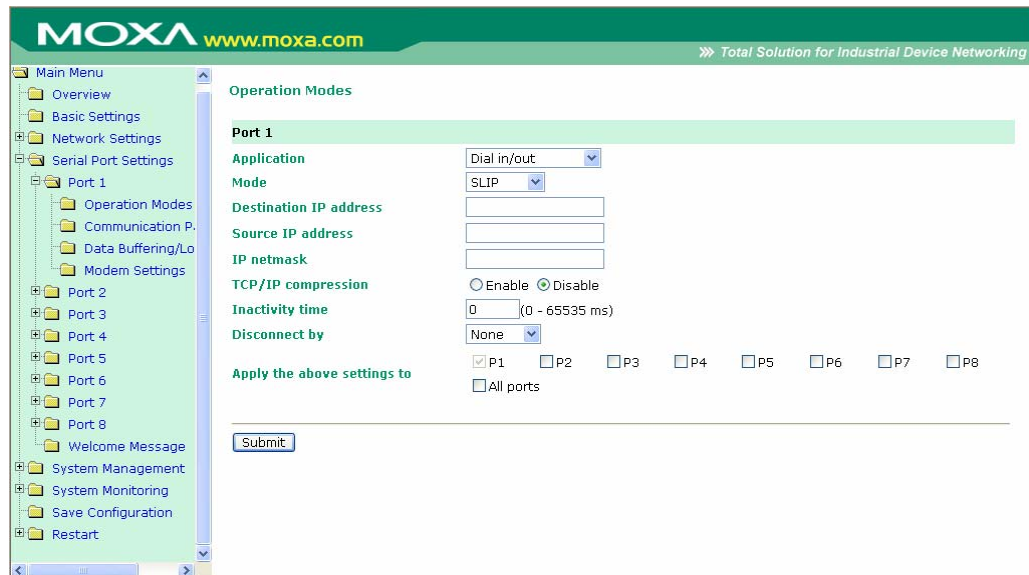 MOXA www.moxa.com
Total Solution for Industrial Device Networking
Main Menu
Overview
Basic Settings
Network Settings
Serial Port Settings
Port 1
Operation Modes
Communication P
Data Buffering/Lo
Modem Settings
Port 2
Port 3
Port 4
Port 5
Port 6
Port 7
Port 8
Welcome Message
System Management
System Monitoring
Save Configuration
Restart
Operation Modes
Port 1
Application Dial in/out
Mode SLIP
Destination IP address
Source IP address
IP netmask
TCP/IP compression Enable Disable
Inactivity time 0 (0 - 65535 ms)
Disconnect by None
Apply the above settings to P1 P2 P3 P4 P5 P6 P7 P8
All ports
Submit